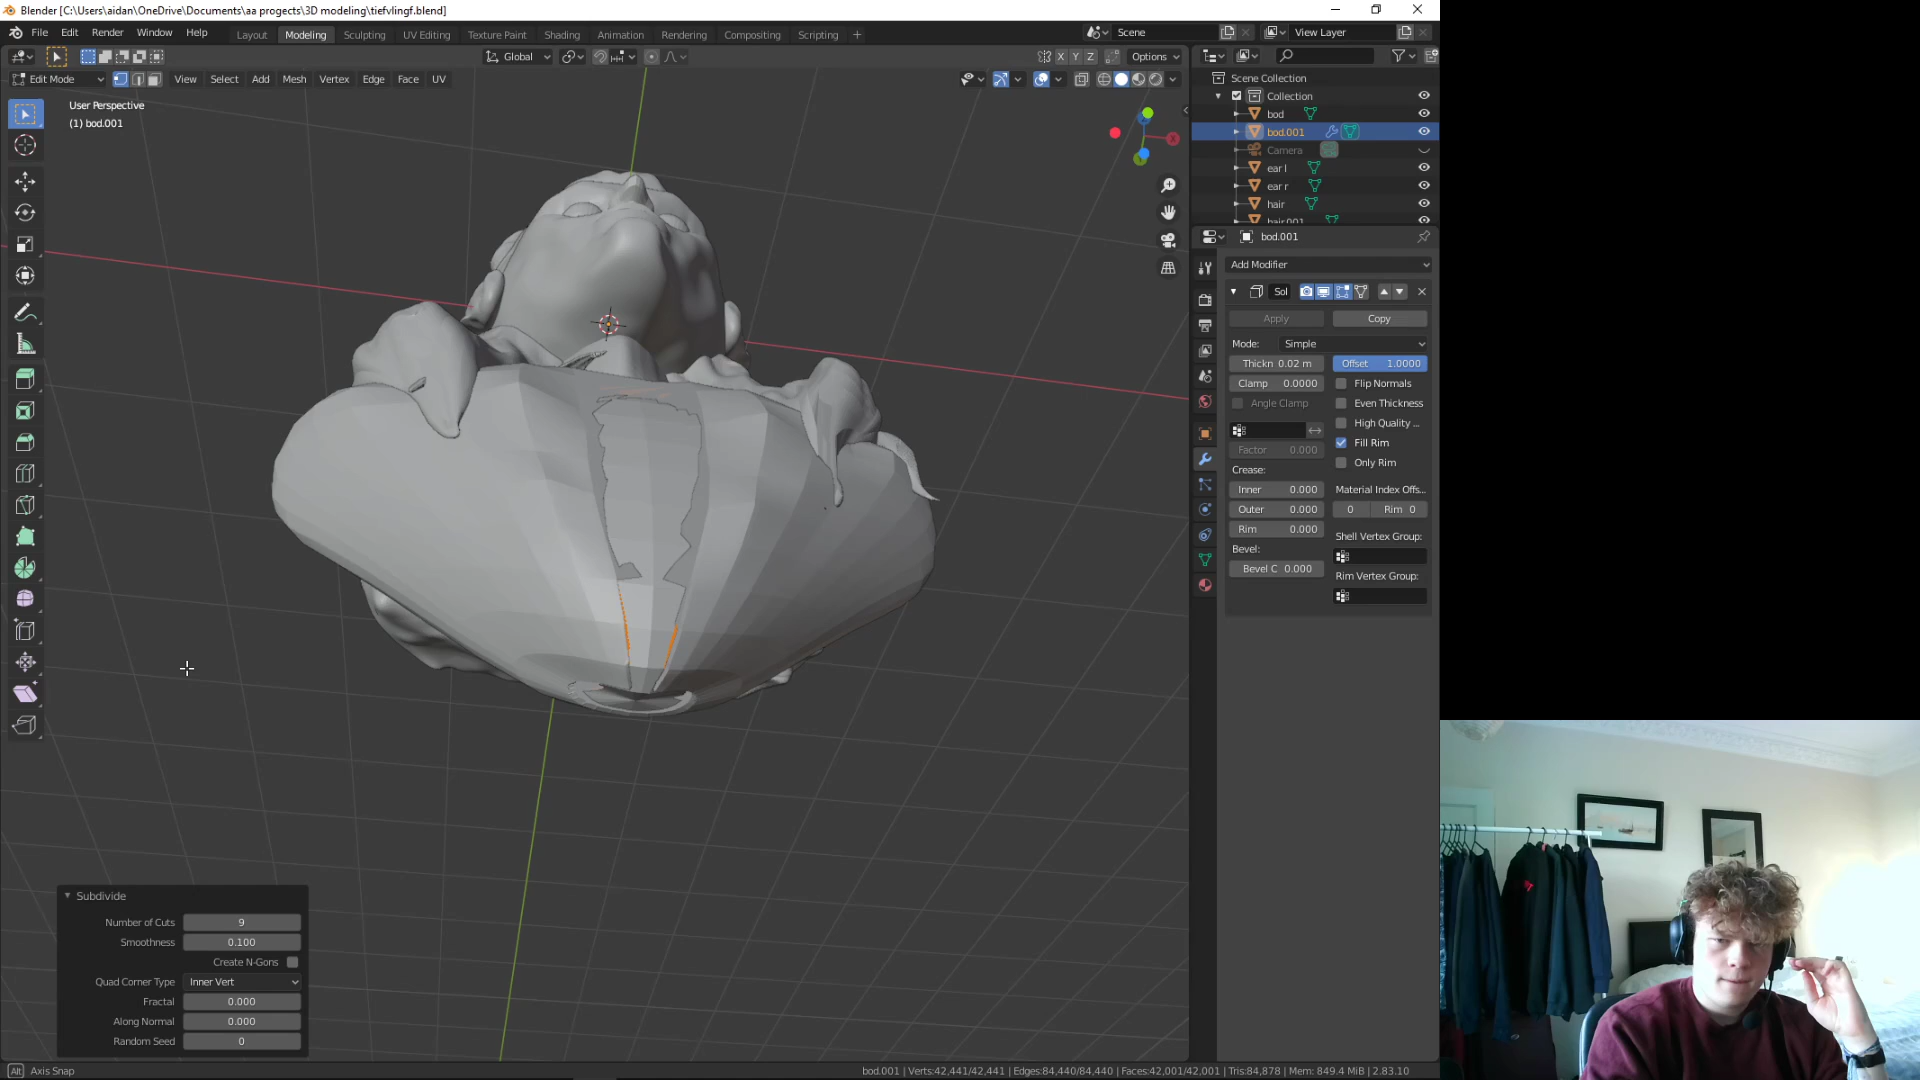 Blender [C:\Users\aidan\OneDrive\Documents\aa progects\3D modeling\tiefvlingf.blend]
File Edit Render Window Help
Layout Modeling Sculpting UV Editing Texture Paint Shading Animation Rendering Compositing Scripting +
Scene View Layer
Global X Y Z Options
Edit Mode View Select Add Mesh Vertex Edge Face UV
User Perspective
(1) bod.001
Scene Collection
Collection
bod
bod.001
Camera
ear l
ear r
hair
hair.001
bod.001
Add Modifier
Sol
Apply Copy
Mode: Simple
Thickn 0.02 m Offset 1.0000
Clamp 0.0000 Flip Normals
Angle Clamp Even Thickness
High Quality ...
Fill Rim
Factor 0.000
Only Rim
Crease:
Inner 0.000 Material Index Offs...
Outer 0.000 0 Rim 0
Rim 0.000 Shell Vertex Group:
Bevel:
Bevel C 0.000
Rim Vertex Group:
Subdivide
Number of Cuts 9
Smoothness 0.100
Create N-Gons
Quad Corner Type Inner Vert
Fractal 0.000
Along Normal 0.000
Random Seed 0
Alt Axis Snap
bod.001 | Verts:42,441/42,441 | Edges:84,440/84,440 | Faces:42,001/42,001 | Tris:84,878 | Mem: 849.4 MiB | 2.83.10